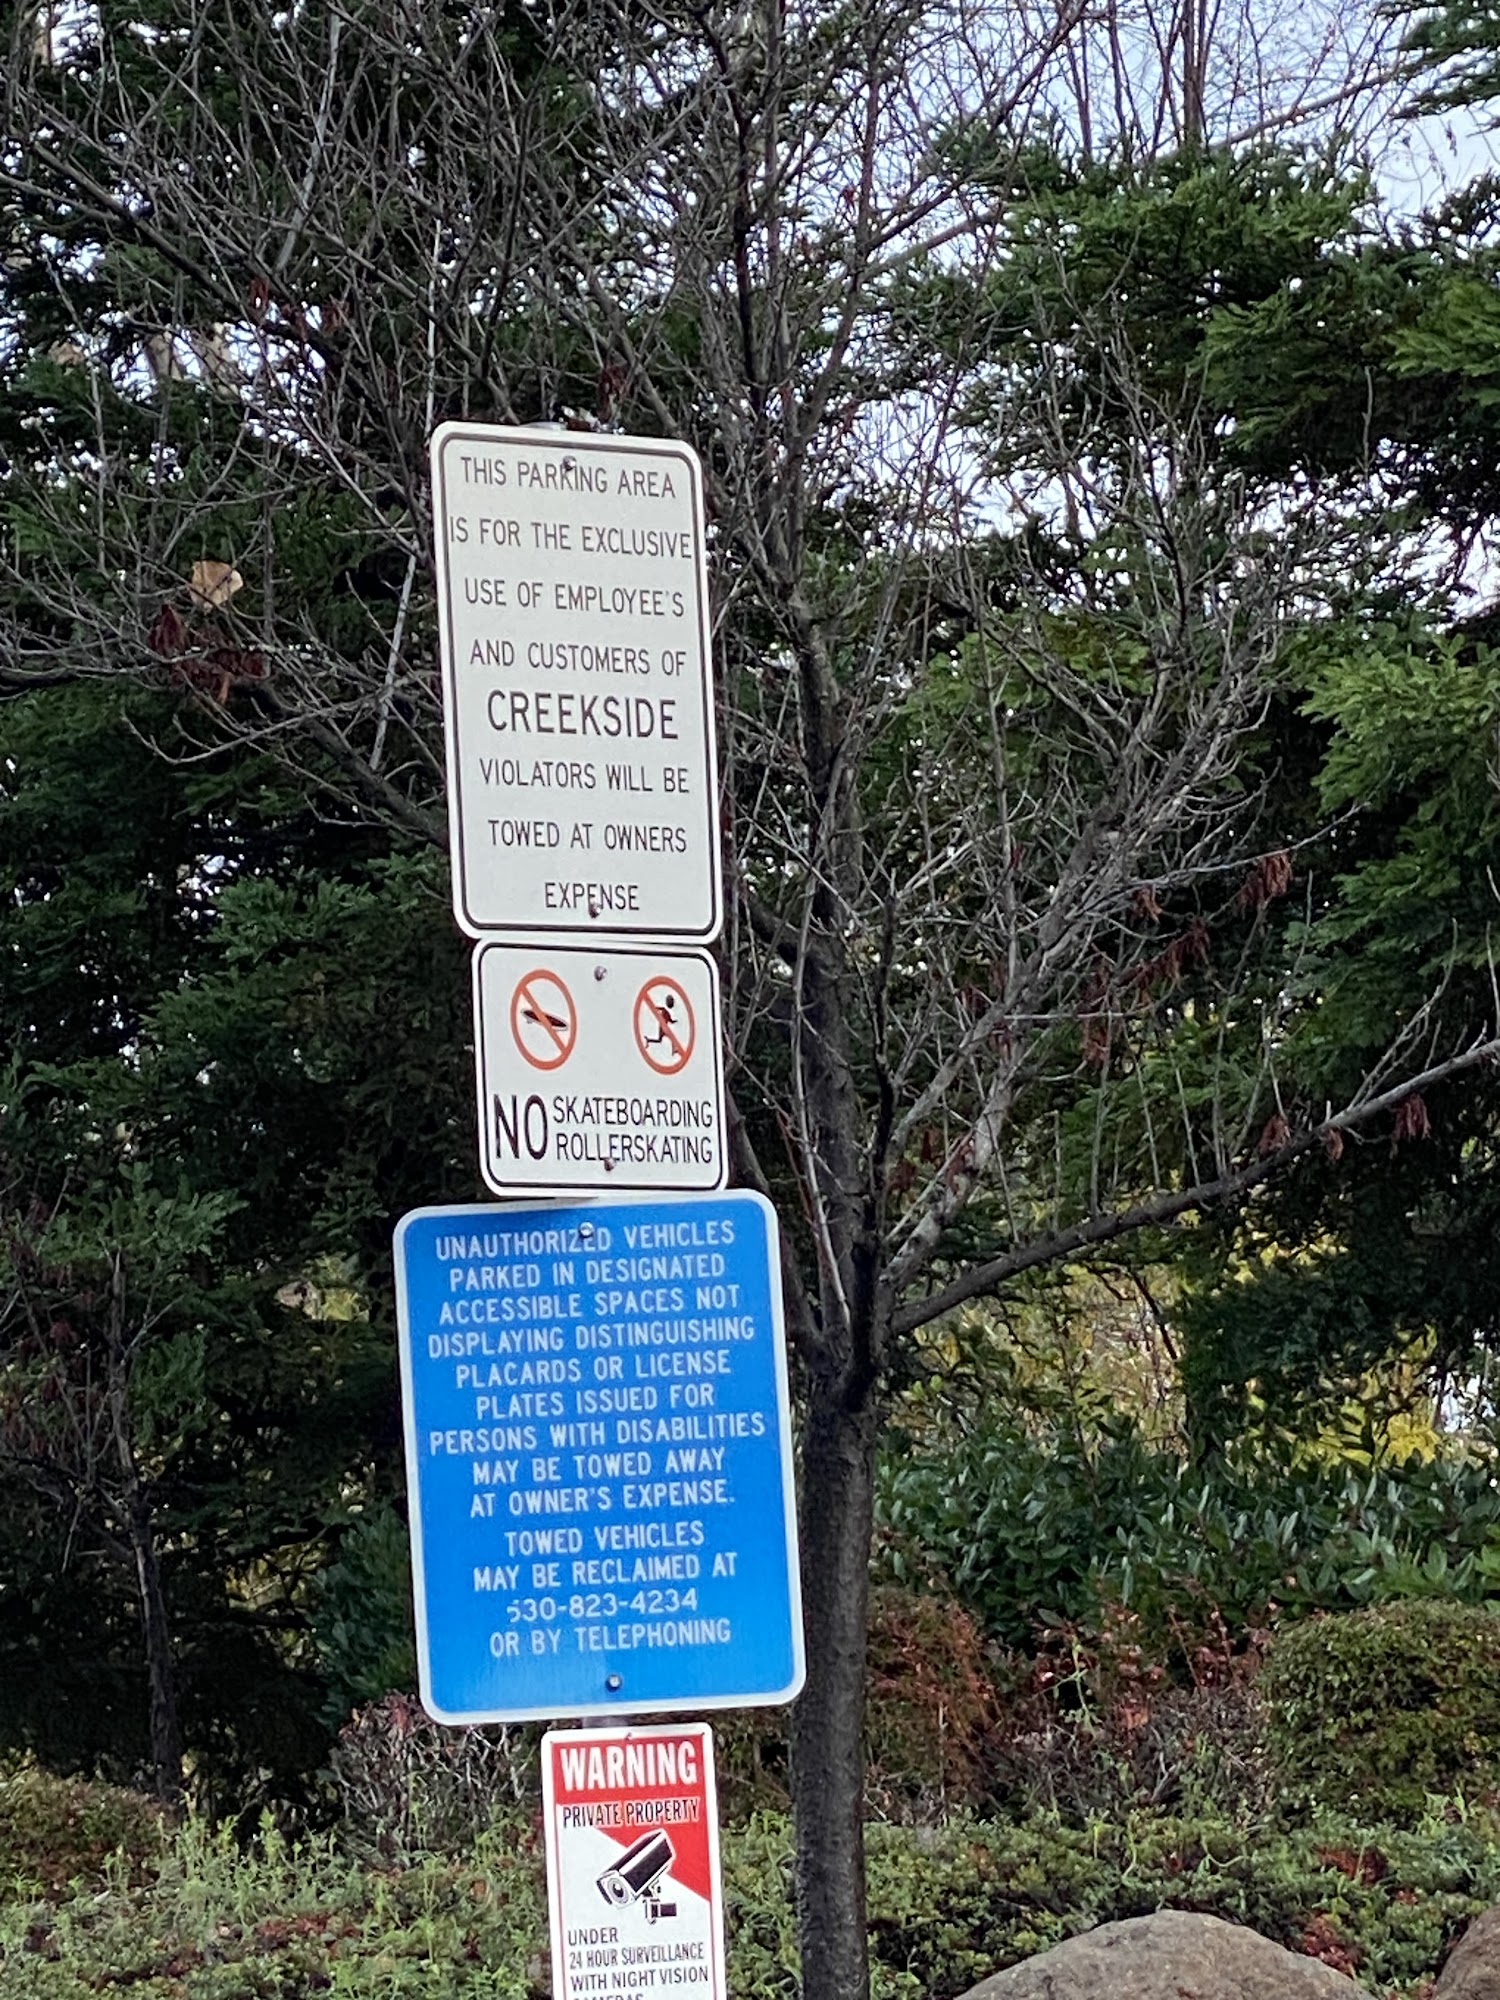 THIS PARKING AREA
IS FOR THE EXCLUSIVE
USE OF EMPLOYEE'S
AND CUSTOMERS OF
CREEKSIDE
VIOLATORS WILL BE
TOWED AT OWNERS
EXPENSE
NO SKATEBOARDING
ROLLERSKATING
UNAUTHORIZED VEHICLES
PARKED IN DESIGNATED
ACCESSIBLE SPACES NOT
DISPLAYING DISTINGUISHING
PLACARDS OR LICENSE
PLATES ISSUED FOR
PERSONS WITH DISABILITIES
MAY BE TOWED AWAY
AT OWNER'S EXPENSE.
TOWED VEHICLES
MAY BE RECLAIMED AT
530-823-4234
OR BY TELEPHONING
WARNING
PRIVATE PROPERTY
UNDER
24 HOUR SURVEILLANCE
WITH NIGHT VISION